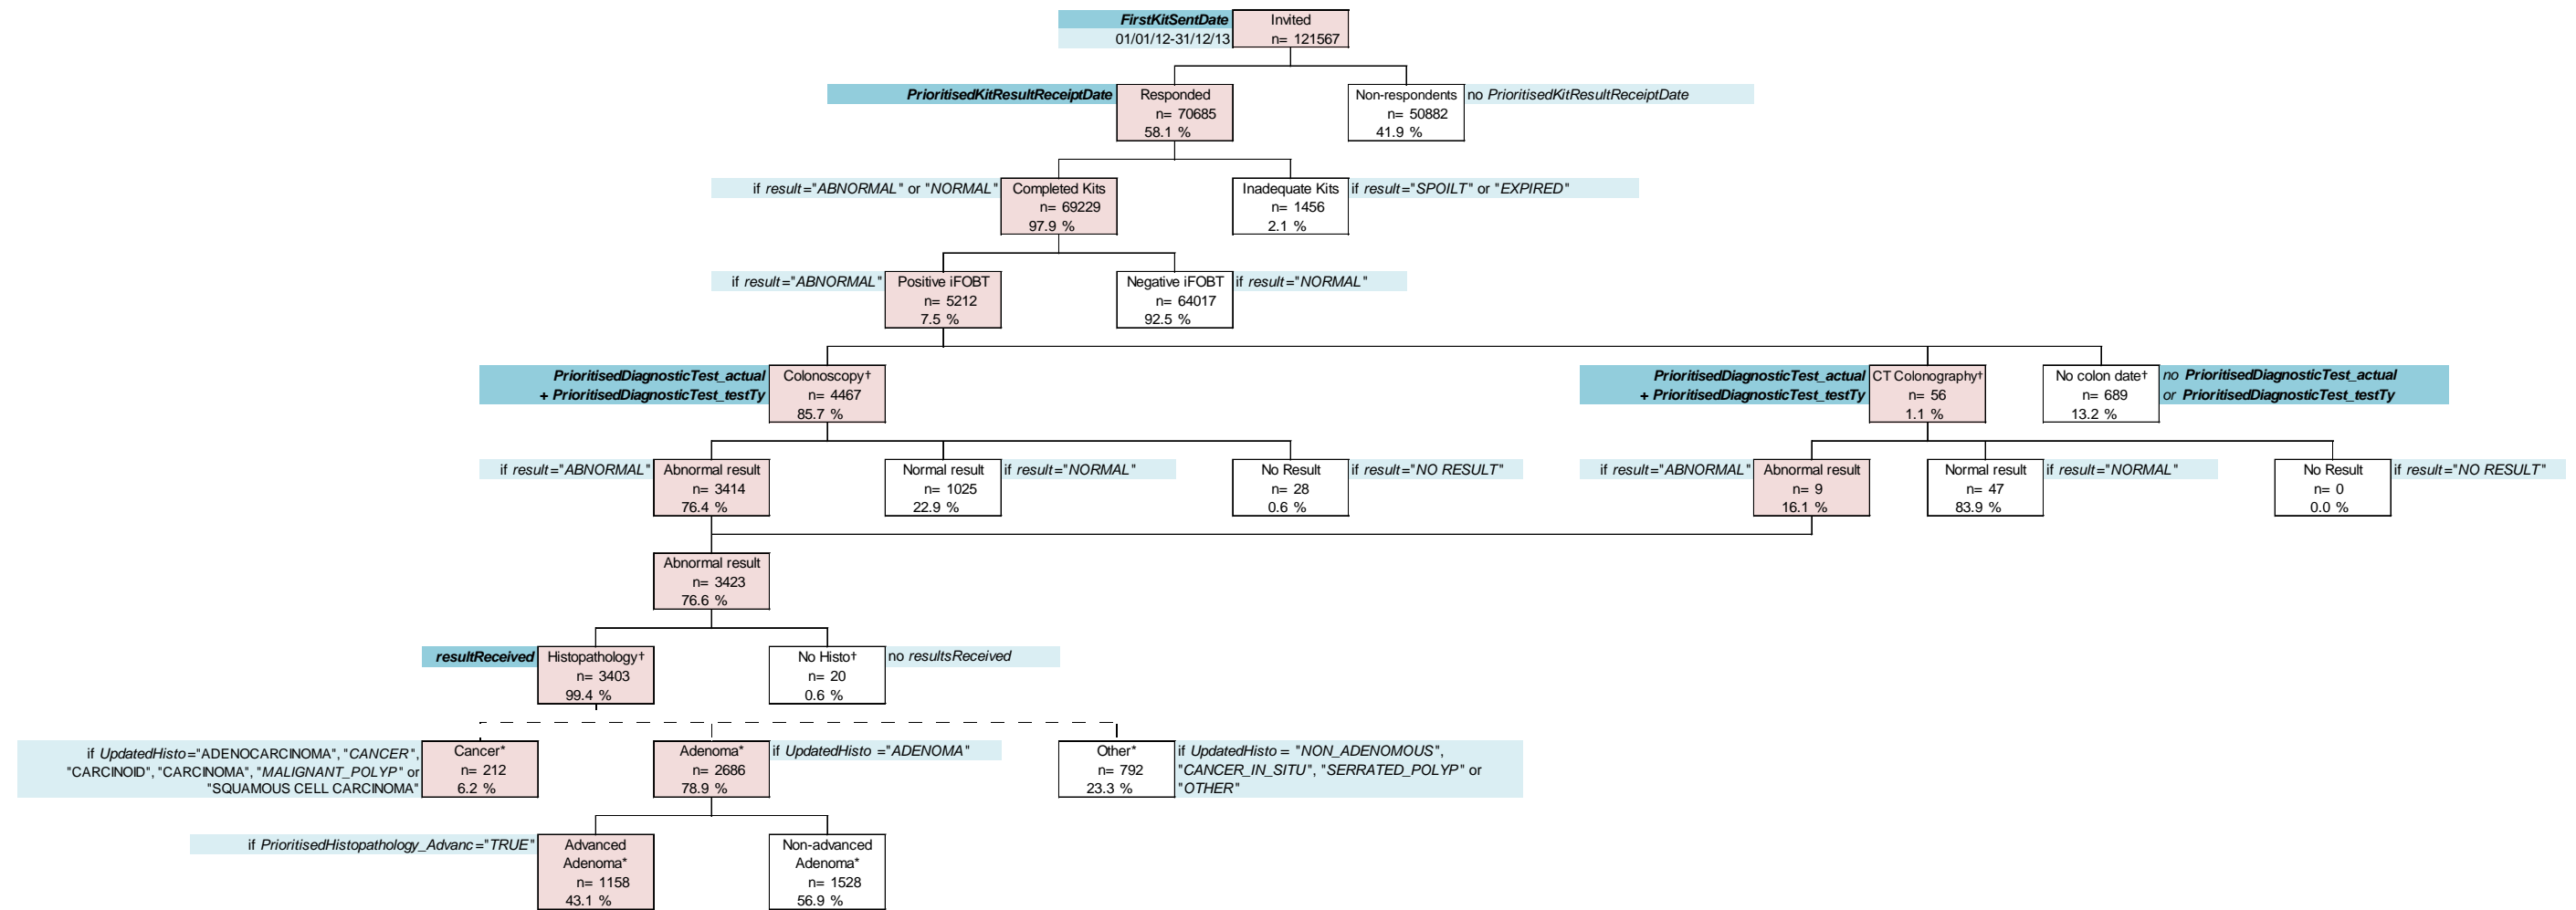 FirstKitSentDate
Invited
01/01/12-31/12/13
n= 121567
PrioritisedKitResultReceiptDate
Responded
n= 70685
58.1 %
Non-respondents
n= 50882
41.9 %
no PrioritisedKitResultReceiptDate
if result="ABNORMAL" or "NORMAL"
Completed Kits
n= 69229
97.9 %
Inadequate Kits
n= 1456
2.1 %
if result="SPOILT" or "EXPIRED"
if result="ABNORMAL"
Positive iFOBT
n= 5212
7.5 %
Negative iFOBT
n= 64017
92.5 %
if result="NORMAL"
PrioritisedDiagnosticTest_actual
+ PrioritisedDiagnosticTest_testTy
Colonoscopy†
n= 4467
85.7 %
PrioritisedDiagnosticTest_actual
+ PrioritisedDiagnosticTest_testTy
CT Colonography†
n= 56
1.1 %
No colon date†
n= 689
13.2 %
no PrioritisedDiagnosticTest_actual
or PrioritisedDiagnosticTest_testTy
if result="ABNORMAL"
Abnormal result
n= 3414
76.4 %
Normal result
n= 1025
22.9 %
if result="NORMAL"
No Result
n= 28
0.6 %
if result="NO RESULT"
if result="ABNORMAL"
Abnormal result
n= 9
16.1 %
Normal result
n= 47
83.9 %
if result="NORMAL"
No Result
n= 0
0.0 %
if result="NO RESULT"
Abnormal result
n= 3423
76.6 %
resultReceived
Histopathology†
n= 3403
99.4 %
No Histo†
n= 20
0.6 %
no resultsReceived
if UpdatedHisto="ADENOCARCINOMA", "CANCER",
"CARCINOID", "CARCINOMA", "MALIGNANT_POLYP" or
"SQUAMOUS CELL CARCINOMA"
Cancer*
n= 212
6.2 %
Adenoma*
n= 2686
78.9 %
if UpdatedHisto ="ADENOMA"
Other*
n= 792
23.3 %
if UpdatedHisto = "NON_ADENOMOUS",
"CANCER_IN_SITU", "SERRATED_POLYP" or
"OTHER"
if PrioritisedHistopathology_Advanc="TRUE"
Advanced
Adenoma*
n= 1158
43.1 %
Non-advanced
Adenoma*
n= 1528
56.9 %